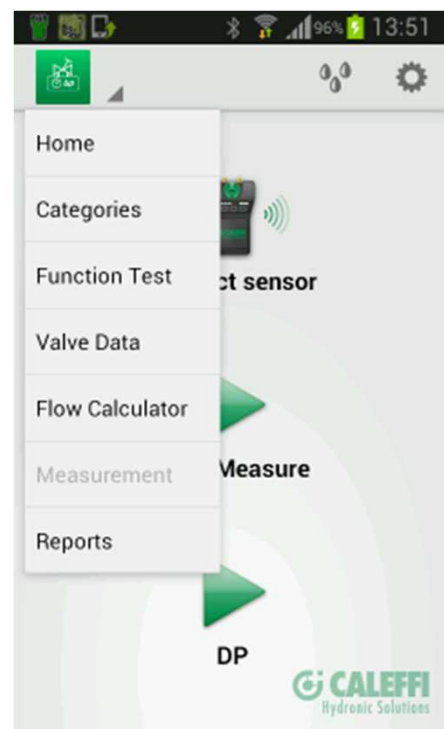 96% 13:51
Home
Categories
Function Test
ct sensor
Valve Data
Flow Calculator
Measurement
Measure
Reports
DP
CALEFFI
Hydronic Solutions